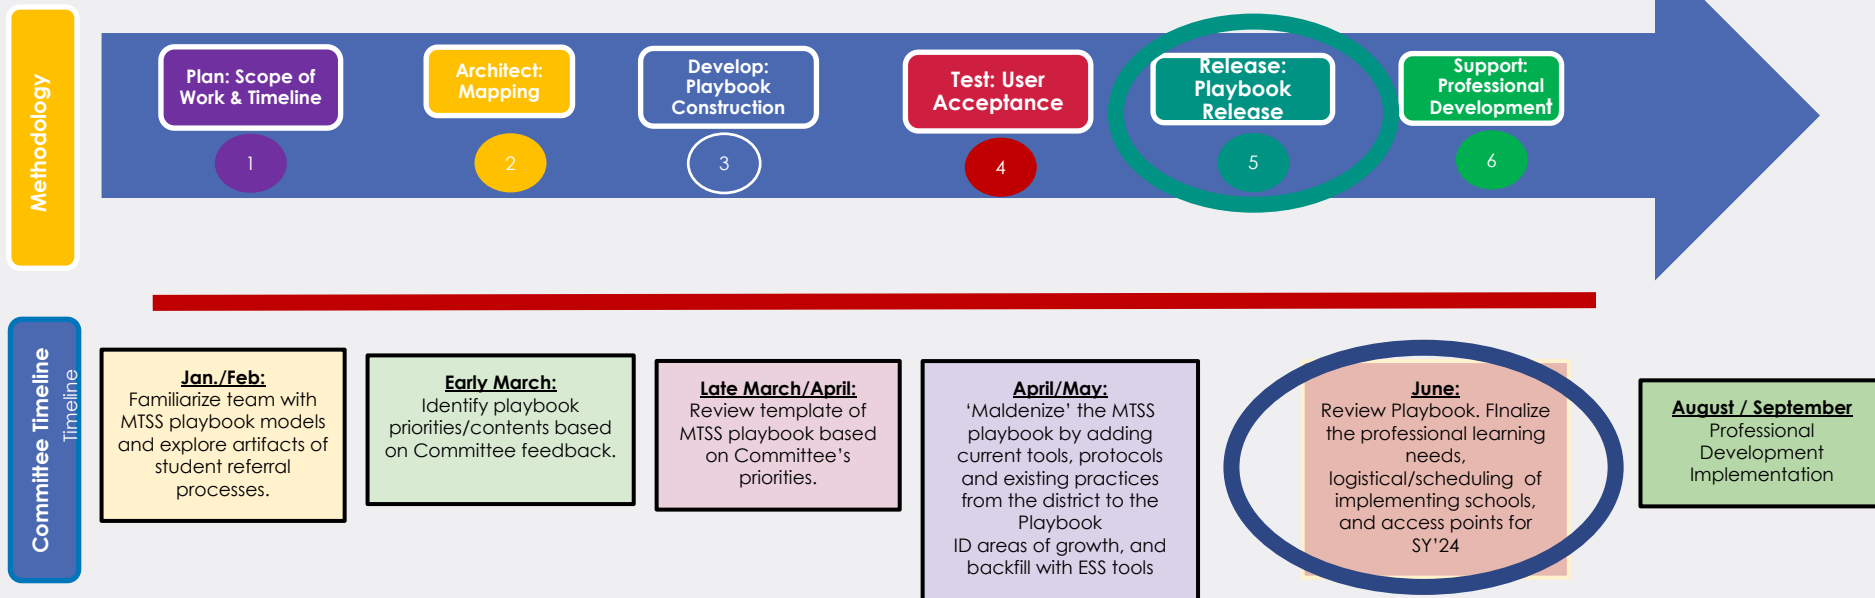 Methodology
Plan: Scope of
Work & Timeline
1
Architect:
Mapping
2
Develop:
Playbook
Construction
3
Test: User
Acceptance
4
Release:
Playbook
Release
5
Support:
Professional
Development
6
Committee Timeline
Timeline
Jan./Feb:
Familiarize team with
MTSS playbook models
and explore artifacts of
student referral
processes.
Early March:
Identify playbook
priorities/contents based
on Committee feedback.
Late March/April:
Review template of
MTSS playbook based
on Committee’s
priorities.
April/May:
‘Maldenize’ the MTSS
playbook by adding
current tools, protocols
and existing practices
from the district to the
Playbook
ID areas of growth, and
backfill with ESS tools
June:
Review Playbook. FInalize
the professional learning
needs,
logistical/scheduling of
implementing schools,
and access points for
SY’24
August / September
Professional
Development
Implementation